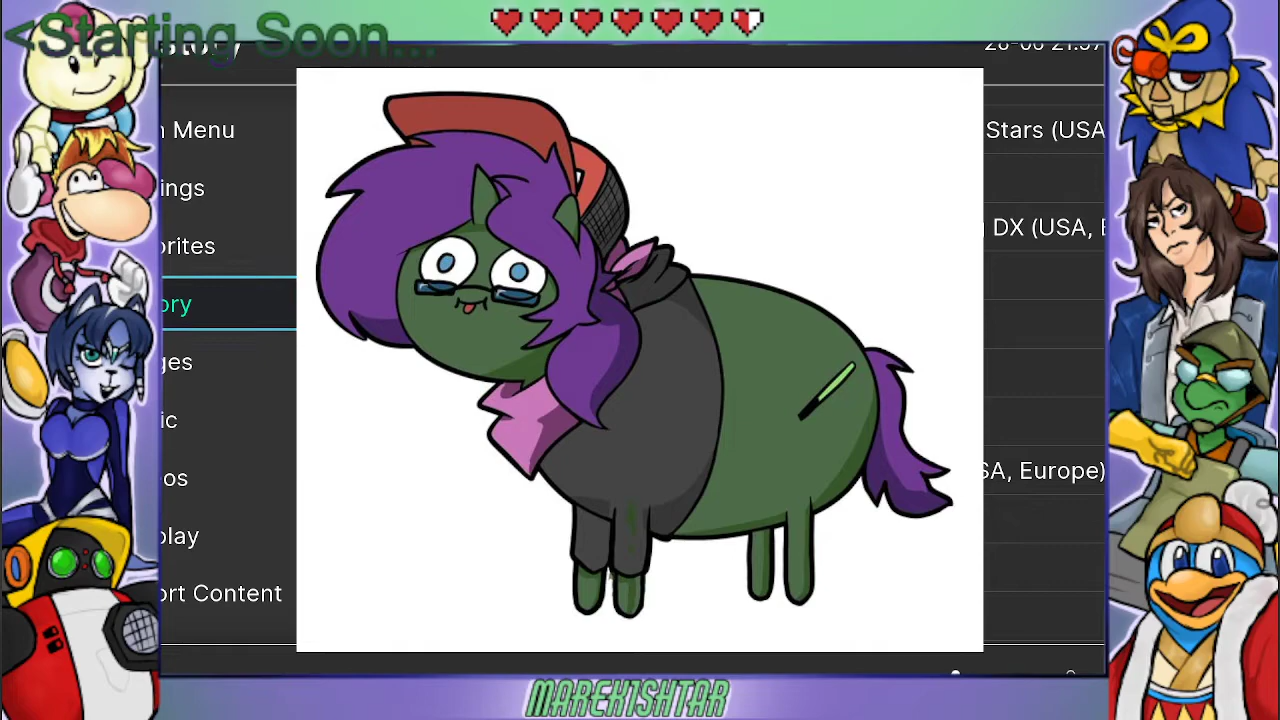 <Starting Soon...
Menu
ings
orites
ory
ges
ic
os
play
ort Content
Stars (USA
DX (USA, E
SA, Europe)
MAREKISHTAR